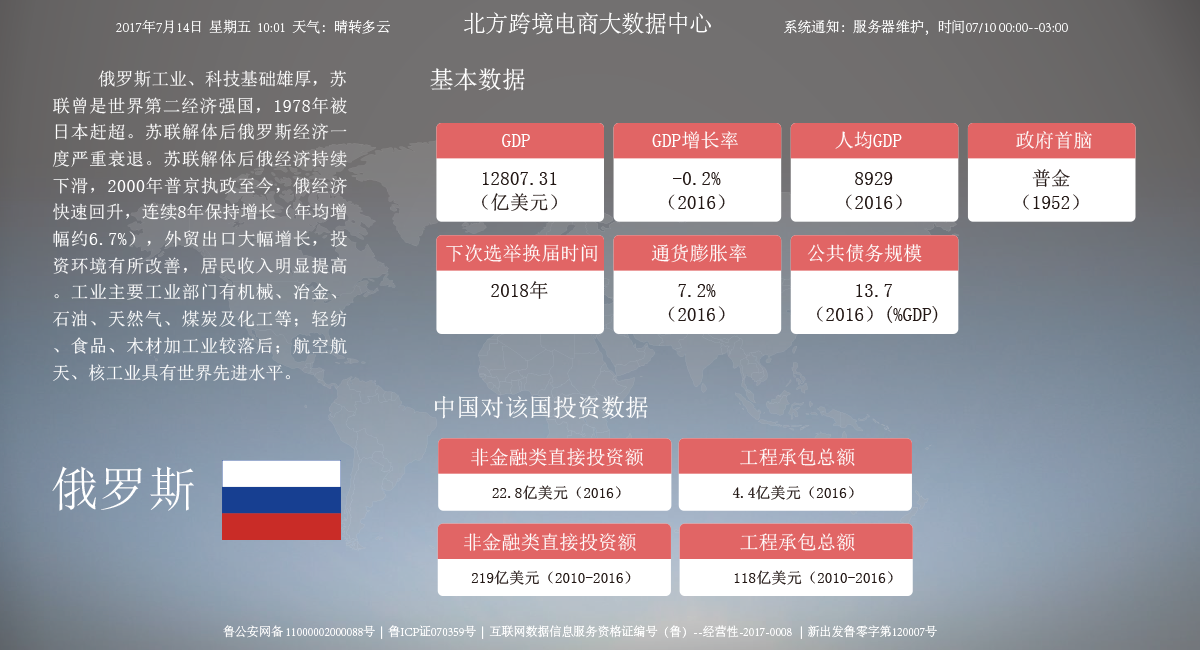 2017年7月14日 星期五 10:01 天气：晴转多云
北方跨境电商大数据中心
系统通知：服务器维护，时间07/10 00:00--03:00
俄罗斯工业、科技基础雄厚，苏
联曾是世界第二经济强国，1978年被
日本赶超。苏联解体后俄罗斯经济一
度严重衰退。苏联解体后俄经济持续
下滑，2000年普京执政至今，俄经济
快速回升，连续8年保持增长（年均增
幅约6.7%），外贸出口大幅增长，投
资环境有所改善，居民收入明显提高
。工业主要工业部门有机械、冶金、
石油、天然气、煤炭及化工等；轻纺
、食品、木材加工业较落后；航空航
天、核工业具有世界先进水平。
俄罗斯
基本数据
GDP
12807.31
（亿美元）
GDP增长率
-0.2%
（2016）
人均GDP
8929
（2016）
政府首脑
普金
（1952）
下次选举换届时间
2018年
通货膨胀率
7.2%
（2016）
公共债务规模
13.7
（2016）(%GDP)
中国对该国投资数据
非金融类直接投资额
22.8亿美元（2016）
工程承包总额
4.4亿美元（2016）
非金融类直接投资额
219亿美元（2010-2016）
工程承包总额
118亿美元（2010-2016）
鲁公安网备 11000002000088号 | 鲁ICP证070359号 | 互联网数据信息服务资格证编号（鲁）--经营性-2017-0008 | 新出发鲁零字第120007号